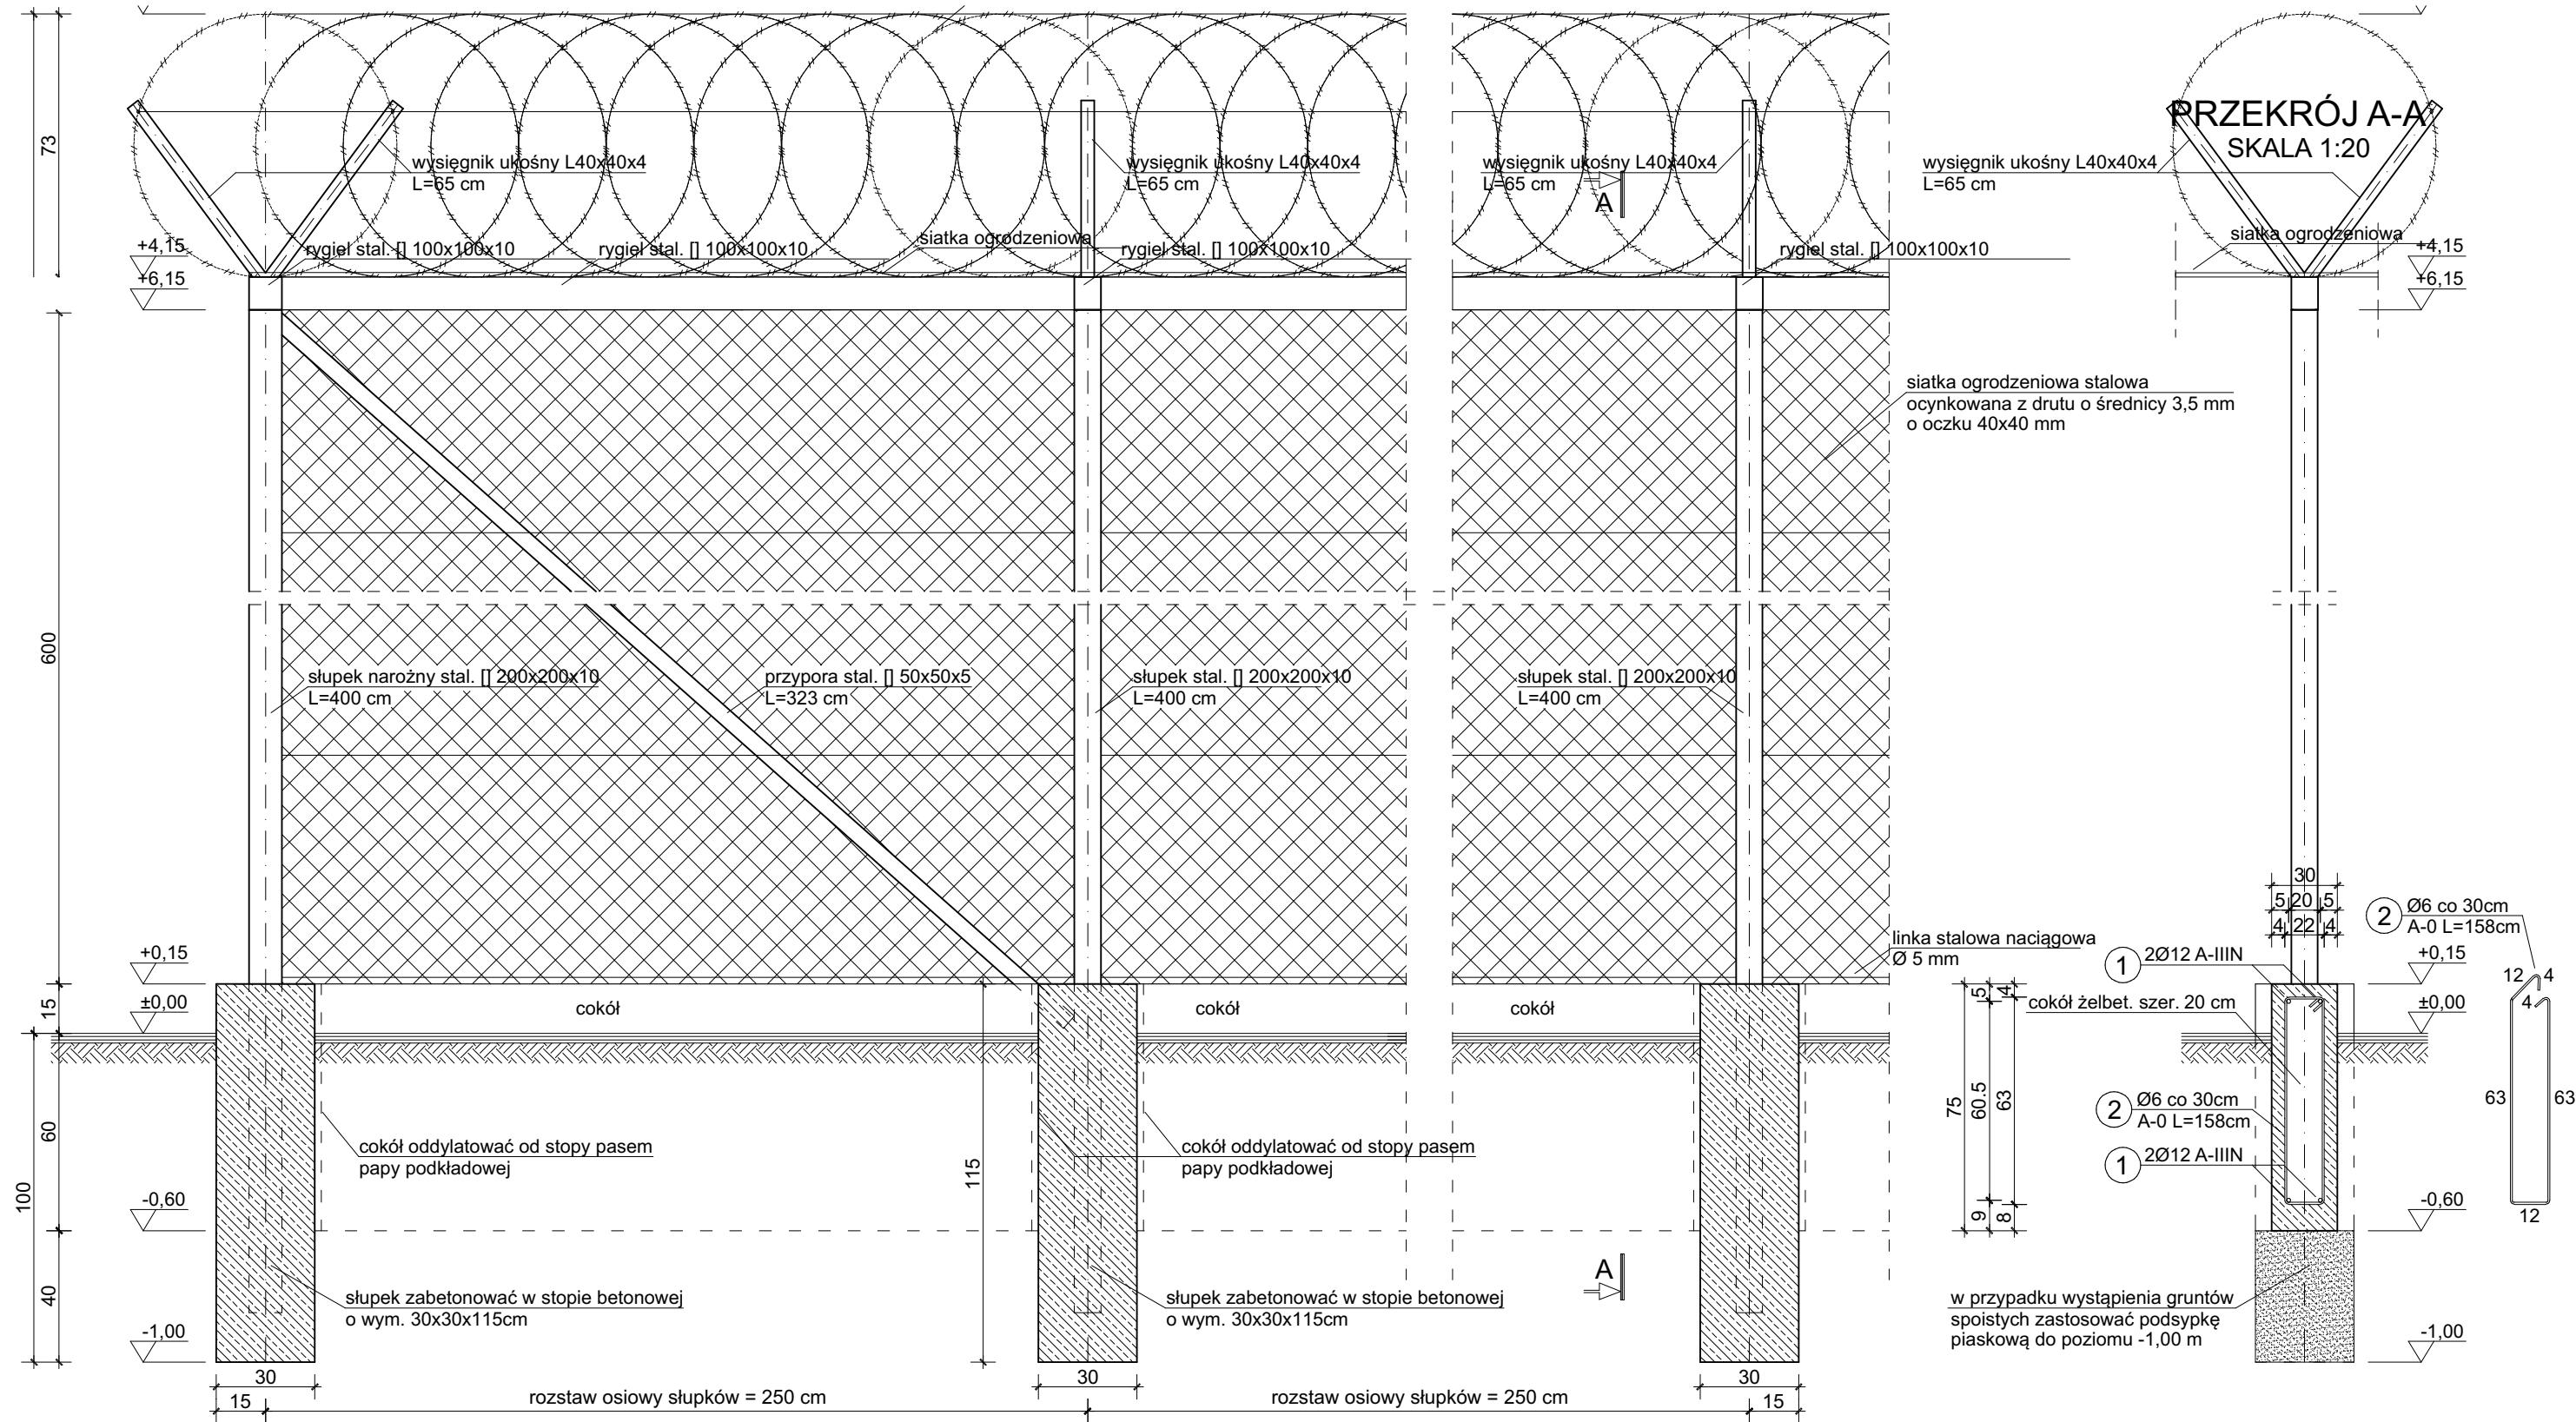 PRZEKRÓJ A-A
SKALA 1:20
73
wysięgnik ukośny L40x40x4
L=65 cm
wysięgnik ukośny L40x40x4
L=65 cm
wysięgnik ukośny L40x40x4
L=65 cm
A
wysięgnik ukośny L40x40x4
L=65 cm
+4,15
+6,15
rygiel stal. [] 100x100x10
rygiel stal. [] 100x100x10
siatka ogrodzeniowa
rygiel stal. [] 100x100x10
rygiel stal. [] 100x100x10
siatka ogrodzeniowa
+4,15
+6,15
siatka ogrodzeniowa stalowa
ocynkowana z drutu o średnicy 3,5 mm
o oczku 40x40 mm
600
słupek narożny stal. [] 200x200x10
L=400 cm
przypora stal. [] 50x50x5
L=323 cm
słupek stal. [] 200x200x10
L=400 cm
słupek stal. [] 200x200x10
L=400 cm
30
5 20 5
4 22 4
2 Ø6 co 30cm
A-0 L=158cm
linka stalowa naciągowa
Ø 5 mm
+0,15
±0,00
15
cokół
cokół
cokół
1 2Ø12 A-IIIN
cokół żelbet. szer. 20 cm
+0,15
±0,00
12 4
4
5
4
75
60.5
63
63
63
12
2 Ø6 co 30cm
A-0 L=158cm
1 2Ø12 A-IIIN
9
8
60
100
40
115
cokół oddylatować od stopy pasem
papy podkładowej
cokół oddylatować od stopy pasem
papy podkładowej
-0,60
-0,60
A
słupek zabetonować w stopie betonowej
o wym. 30x30x115cm
słupek zabetonować w stopie betonowej
o wym. 30x30x115cm
w przypadku wystąpienia gruntów
spoistych zastosować podsypkę
piaskową do poziomu -1,00 m
-1,00
-1,00
30
30
30
15
rozstaw osiowy słupków = 250 cm
rozstaw osiowy słupków = 250 cm
15